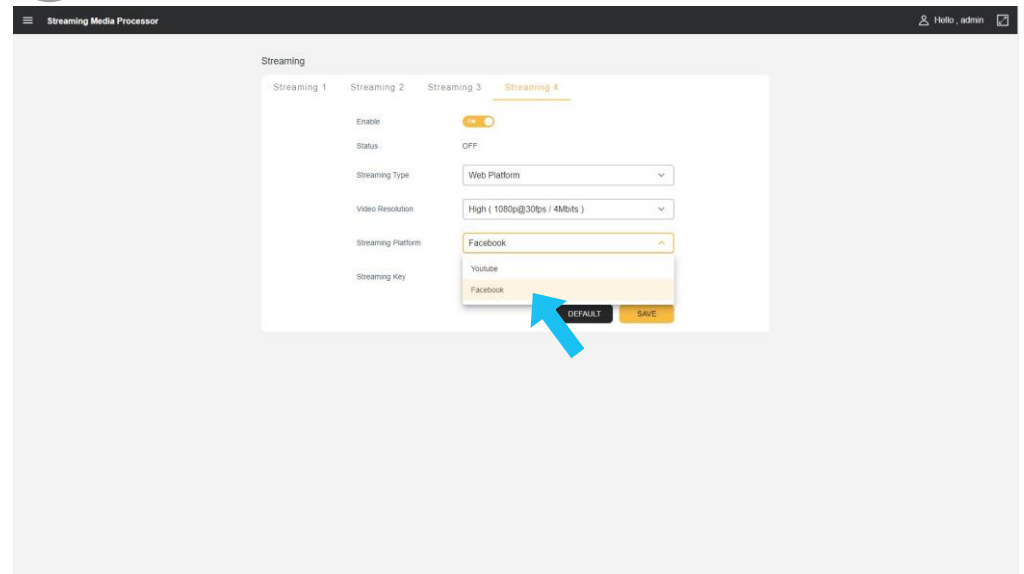 Streaming Media Processor
Hello , admin
Streaming
Streaming 1 Streaming 2 Streaming 3 Streaming 4
Enable ON
Status OFF
Streaming Type Web Platform
Video Resolution High ( 1080p@30fps / 4Mbits )
Streaming Platform Facebook
Youtube
Streaming Key
Facebook
DEFAULT SAVE